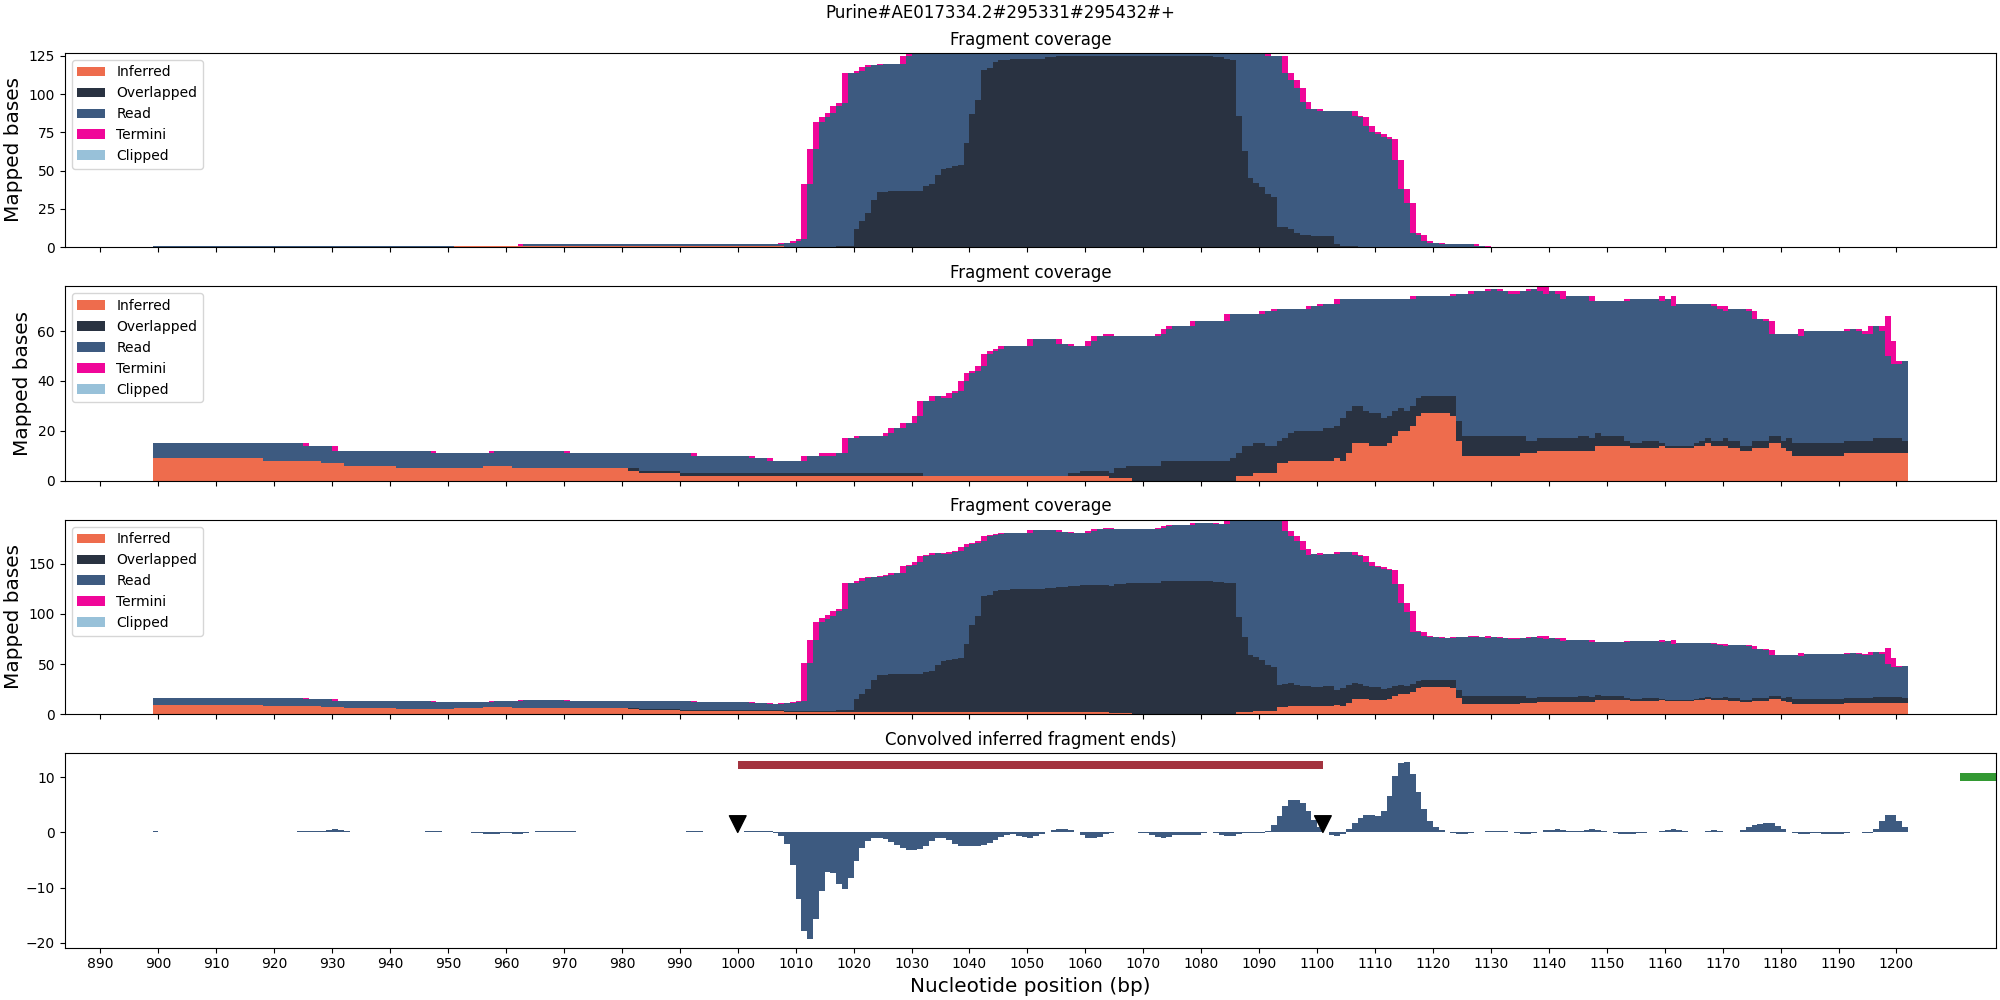 Purine#AE017334.2#295331#295432#+
Fragment coverage
Mapped bases
125
100
75
50
25
0
Inferred
Overlapped
Read
Termini
Clipped
Fragment coverage
Mapped bases
60
40
20
0
Inferred
Overlapped
Read
Termini
Clipped
Fragment coverage
Mapped bases
150
100
50
0
Inferred
Overlapped
Read
Termini
Clipped
Convolved inferred fragment ends)
10
0
−10
−20
890 900 910 920 930 940 950 960 970 980 990 1000 1010 1020 1030 1040 1050 1060 1070 1080 1090 1100 1110 1120 1130 1140 1150 1160 1170 1180 1190 1200
Nucleotide position (bp)